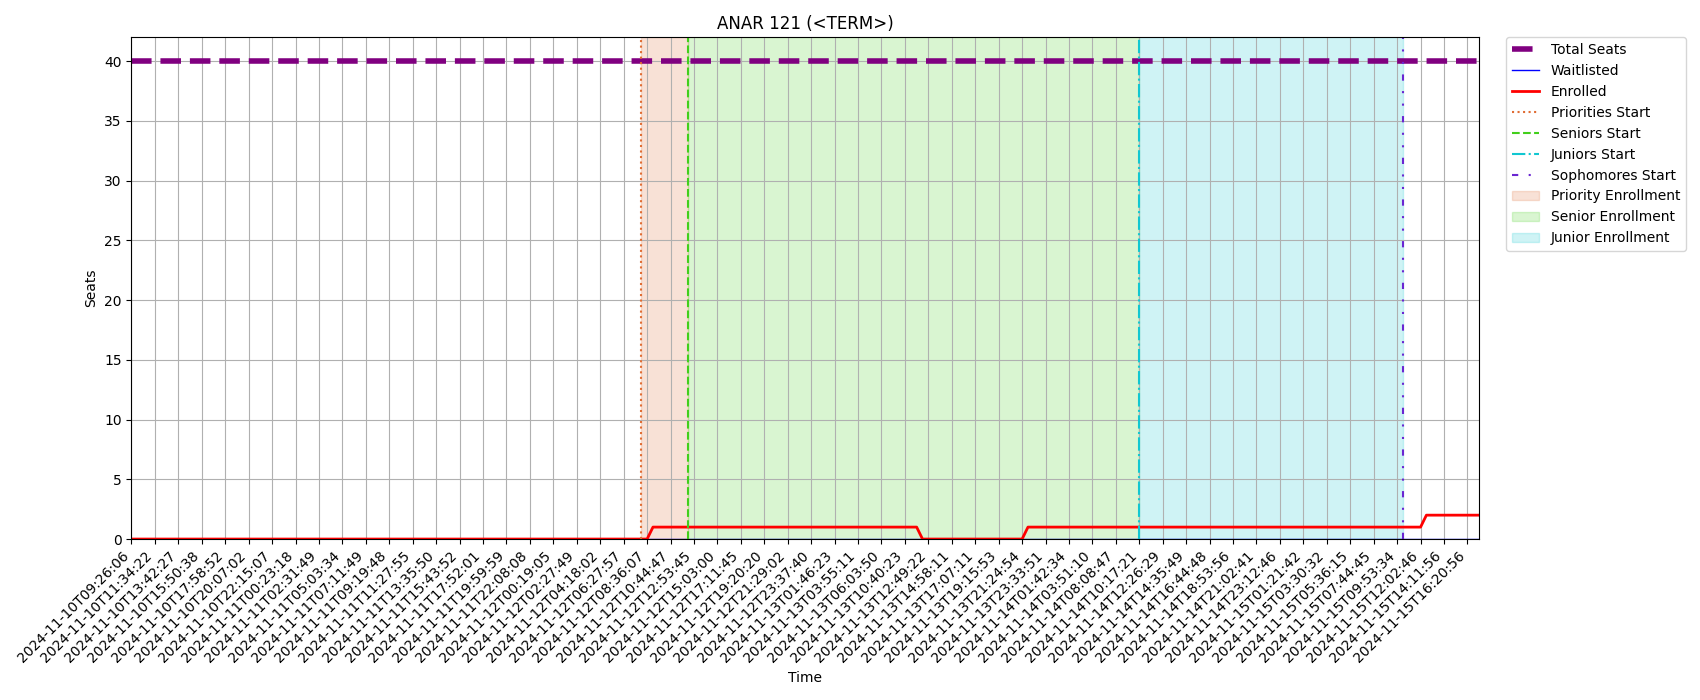 ANAR 121 (<TERM>)
Seats
40
35
30
25
20
15
10
5
0
2024-11-10T09:26:06
2024-11-10T11:34:22
2024-11-10T13:42:27
2024-11-10T15:50:38
2024-11-10T17:58:52
2024-11-10T20:07:02
2024-11-10T22:15:07
2024-11-11T00:23:18
2024-11-11T02:31:49
2024-11-11T05:03:34
2024-11-11T07:11:49
2024-11-11T09:19:48
2024-11-11T11:27:55
2024-11-11T13:35:50
2024-11-11T15:43:52
2024-11-11T17:52:01
2024-11-11T19:59:59
2024-11-11T22:08:08
2024-11-12T00:19:05
2024-11-12T02:27:49
2024-11-12T04:18:02
2024-11-12T06:27:57
2024-11-12T08:36:07
2024-11-12T10:44:47
2024-11-12T12:53:45
2024-11-12T15:03:00
2024-11-12T17:11:45
2024-11-12T19:20:20
2024-11-12T21:29:02
2024-11-12T23:37:40
2024-11-13T01:46:23
2024-11-13T03:55:11
2024-11-13T06:03:50
2024-11-13T10:40:23
2024-11-13T12:49:22
2024-11-13T14:58:11
2024-11-13T17:07:11
2024-11-13T19:15:53
2024-11-13T21:24:54
2024-11-13T23:33:51
2024-11-14T01:42:34
2024-11-14T03:51:10
2024-11-14T08:08:47
2024-11-14T10:17:21
2024-11-14T12:26:29
2024-11-14T14:35:49
2024-11-14T16:44:48
2024-11-14T18:53:56
2024-11-14T21:02:41
2024-11-14T23:12:46
2024-11-15T01:21:42
2024-11-15T03:30:32
2024-11-15T05:36:15
2024-11-15T07:44:45
2024-11-15T09:53:34
2024-11-15T12:02:46
2024-11-15T14:11:56
2024-11-15T16:20:56
Time
Total Seats
Waitlisted
Enrolled
Priorities Start
Seniors Start
Juniors Start
Sophomores Start
Priority Enrollment
Senior Enrollment
Junior Enrollment